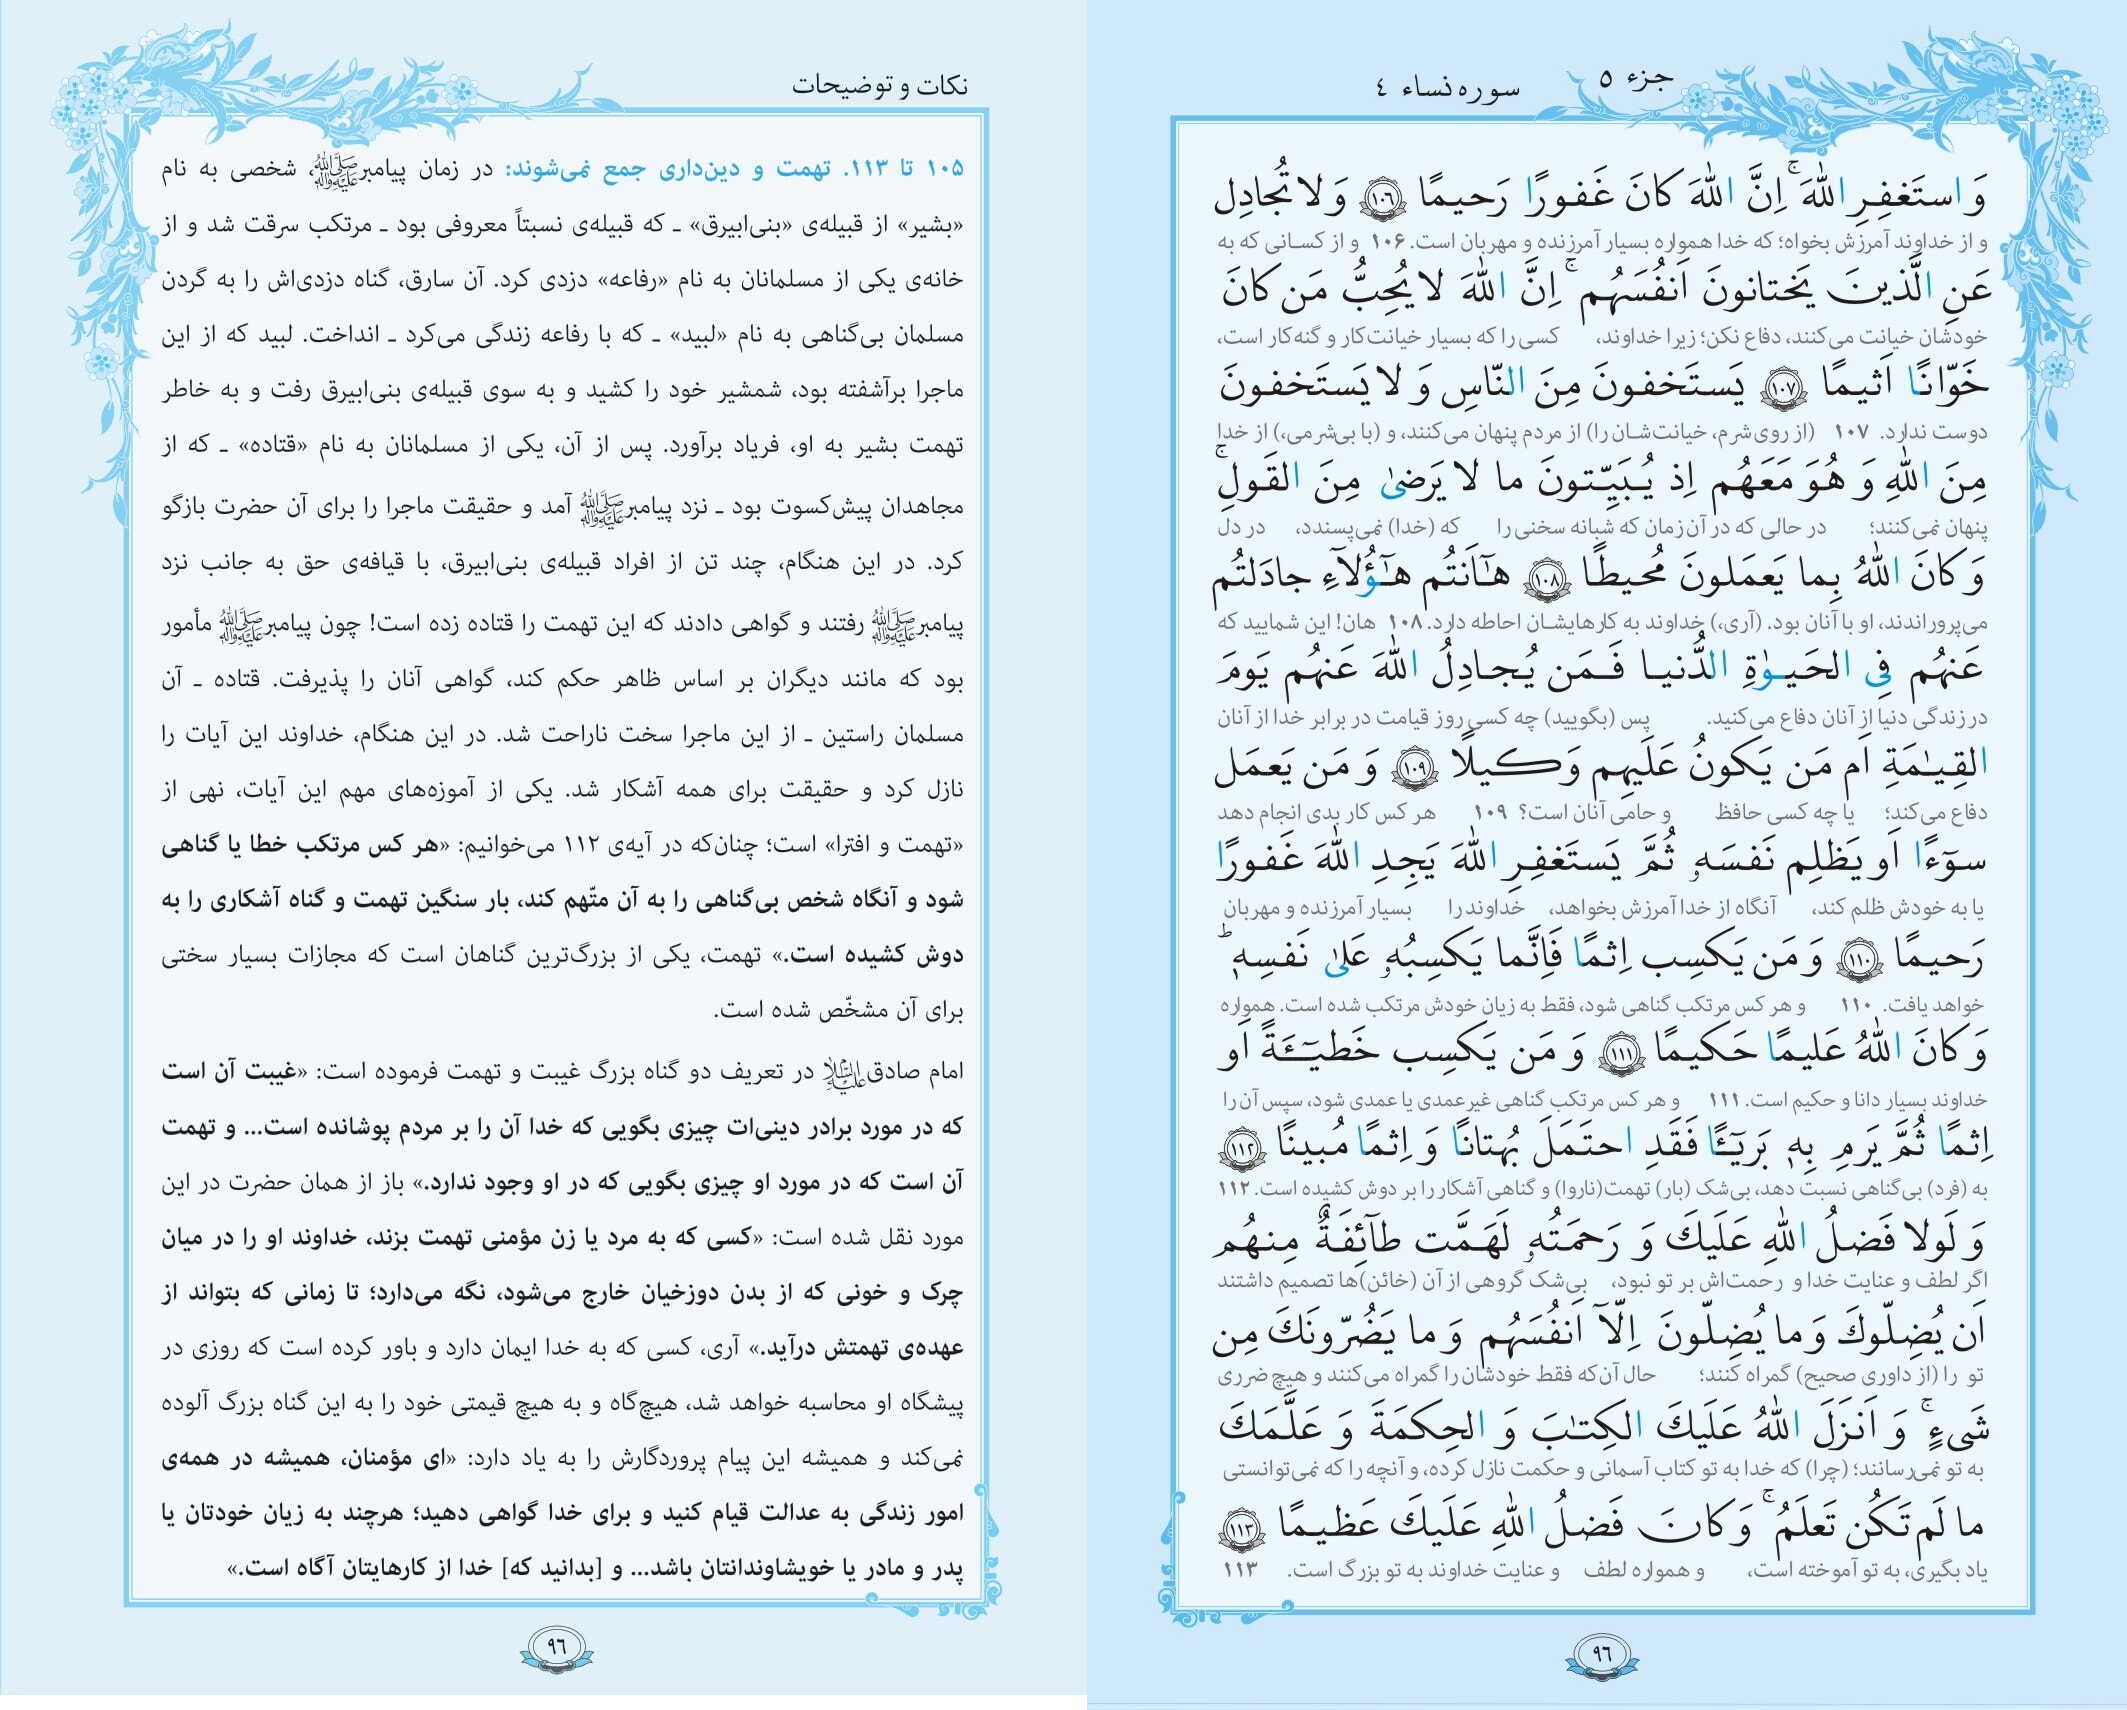 جزء ٥
سوره نساء ٤
وَ استَغفِرِ اللهَ ۚ اِنَّ اللهَ كانَ غَفورًا رَحيمًا ﴿١٠٦﴾ وَ لا تُجادِل
و از خداوند آمرزش بخواه؛ که خدا همواره بسیار آمرزنده و مهربان است. ۱۰۶ و از کسانی که به
عَنِ الَّذينَ يَختانونَ اَنفُسَهُم ۚ اِنَّ اللهَ لا يُحِبُّ مَن كانَ
خودشان خیانت می‌کنند، دفاع نکن؛ زیرا خداوند، کسی را که بسیار خیانت‌کار و گنه‌کار است،
خَوّانًا اَثيمًا ﴿١٠٧﴾ يَستَخفونَ مِنَ النّاسِ وَ لا يَستَخفونَ
دوست ندارد. ۱۰۷ (از روی شرم، خیانت‌شان را) از مردم پنهان می‌کنند، و (با بی‌شرمی،) از خدا
مِنَ اللهِ وَ هُوَ مَعَهُم اِذ يُبَيِّتونَ ما لا يَرضىٰ مِنَ القَولِ ۚ
پنهان نمی‌کنند؛ در حالی که در آن زمان که شبانه سخنی را که (خدا) نمی‌پسندد، در دل
وَ كانَ اللهُ بِما يَعمَلونَ مُحيطًا ﴿١٠٨﴾ هٰٓاَنتُم هٰٓؤُلآءِ جادَلتُم
می‌پروراندند، او با آنان بود. (آری،) خداوند به کارهایشان احاطه دارد. ۱۰۸ هان! این شمایید که
عَنهُم فِى الحَيوٰةِ الدُّنيا فَمَن يُجادِلُ اللهَ عَنهُم يَومَ
در زندگی دنیا از آنان دفاع می‌کنید. پس (بگویید) چه کسی روز قیامت در برابر خدا از آنان
القِيٰمَةِ اَم مَن يَكونُ عَلَيهِم وَكيلًا ﴿١٠٩﴾ وَ مَن يَعمَل
دفاع می‌کند؛ یا چه کسی حافظ و حامی آنان است؟ ۱۰۹ هر کس کار بدی انجام دهد
سوٓءًا اَو يَظلِم نَفسَهۥ ثُمَّ يَستَغفِرِ اللهَ يَجِدِ اللهَ غَفورًا
یا به خودش ظلم کند، آنگاه از خدا آمرزش بخواهد، خداوند را بسیار آمرزنده و مهربان
رَحيمًا ﴿١١٠﴾ وَ مَن يَكسِب اِثمًا فَاِنَّما يَكسِبُهۥ عَلىٰ نَفسِهٖ ۚ
خواهد یافت. ۱۱۰ و هر کس مرتکب گناهی شود، فقط به زیان خودش مرتکب شده است. همواره
وَ كانَ اللهُ عَليمًا حَكيمًا ﴿١١١﴾ وَ مَن يَكسِب خَطيٓـَٔةً اَو
خداوند بسیار دانا و حکیم است. ۱۱۱ و هر کس مرتکب گناهی غیرعمدی یا عمدی شود، سپس آن را
اِثمًا ثُمَّ يَرمِ بِهٖ بَريٓـًٔا فَقَدِ احتَمَلَ بُهتانًا وَ اِثمًا مُبينًا ﴿١١٢﴾
به (فرد) بی‌گناهی نسبت دهد، بی‌شک (بار) تهمت(ناروا) و گناهی آشکار را بر دوش کشیده است. ۱۱۲
وَ لَولا فَضلُ اللهِ عَلَيكَ وَ رَحمَتُهۥ لَهَمَّت طآئِفَةٌ مِنهُم
اگر لطف و عنایت خدا و رحمت‌اش بر تو نبود، بی‌شک گروهی از آن (خائن)ها تصمیم داشتند
اَن يُضِلّوكَ وَ ما يُضِلّونَ اِلّآ اَنفُسَهُم وَ ما يَضُرّونَكَ مِن
تو را (از داوری صحیح) گمراه کنند؛ حال آن‌که فقط خودشان را گمراه می‌کنند و هیچ ضرری
شَىءٍ ۚ وَ اَنزَلَ اللهُ عَلَيكَ الكِتٰبَ وَ الحِكمَةَ وَ عَلَّمَكَ
به تو نمی‌رسانند؛ (چرا) که خدا به تو کتاب آسمانی و حکمت نازل کرده، و آنچه را که نمی‌توانستی
ما لَم تَكُن تَعلَمُ ۚ وَ كانَ فَضلُ اللهِ عَلَيكَ عَظيمًا ﴿١١٣﴾
یاد بگیری، به تو آموخته است، و همواره لطف و عنایت خداوند به تو بزرگ است. ۱۱۳
۹۶
نکات و توضیحات
۱۰۵ تا ۱۱۳. تهمت و دین‌داری جمع نمی‌شوند: در زمان پیامبرﷺ، شخصی به نام
«بشیر» از قبیله‌ی «بنی‌ابیرق» ـ که قبیله‌ی نسبتاً معروفی بود ـ مرتکب سرقت شد و از
خانه‌ی یکی از مسلمانان به نام «رفاعه» دزدی کرد. آن سارق، گناه دزدی‌اش را به گردن
مسلمان بی‌گناهی به نام «لبید» ـ که با رفاعه زندگی می‌کرد ـ انداخت. لبید که از این
ماجرا برآشفته بود، شمشیر خود را کشید و به سوی قبیله‌ی بنی‌ابیرق رفت و به خاطر
تهمت بشیر به او، فریاد برآورد. پس از آن، یکی از مسلمانان به نام «قتاده» ـ که از
مجاهدان پیش‌کسوت بود ـ نزد پیامبرﷺ آمد و حقیقت ماجرا را برای آن حضرت بازگو
کرد. در این هنگام، چند تن از افراد قبیله‌ی بنی‌ابیرق، با قیافه‌ی حق به جانب نزد
پیامبرﷺ رفتند و گواهی دادند که این تهمت را قتاده زده است! چون پیامبرﷺ مأمور
بود که مانند دیگران بر اساس ظاهر حکم کند، گواهی آنان را پذیرفت. قتاده ـ آن
مسلمان راستین ـ از این ماجرا سخت ناراحت شد. در این هنگام، خداوند این آیات را
نازل کرد و حقیقت برای همه آشکار شد. یکی از آموزه‌های مهم این آیات، نهی از
«تهمت و افترا» است؛ چنان‌که در آیه‌ی ۱۱۲ می‌خوانیم: «هر کس مرتکب خطا یا گناهی
شود و آنگاه شخص بی‌گناهی را به آن متّهم کند، بار سنگین تهمت و گناه آشکاری را به
دوش کشیده است.» تهمت، یکی از بزرگ‌ترین گناهان است که مجازات بسیار سختی
برای آن مشخّص شده است.
امام صادق علیه‌السلام در تعریف دو گناه بزرگ غیبت و تهمت فرموده است: «غیبت آن است
که در مورد برادر دینی‌ات چیزی بگویی که خدا آن را بر مردم پوشانده است... و تهمت
آن است که در مورد او چیزی بگویی که در او وجود ندارد.» باز از همان حضرت در این
مورد نقل شده است: «کسی که به مرد یا زن مؤمنی تهمت بزند، خداوند او را در میان
چرک و خونی که از بدن دوزخیان خارج می‌شود، نگه می‌دارد؛ تا زمانی که بتواند از
عهده‌ی تهمتش درآید.» آری، کسی که به خدا ایمان دارد و باور کرده است که روزی در
پیشگاه او محاسبه خواهد شد، هیچ‌گاه و به هیچ قیمتی خود را به این گناه بزرگ آلوده
نمی‌کند و همیشه این پیام پروردگارش را به یاد دارد: «ای مؤمنان، همیشه در همه‌ی
امور زندگی به عدالت قیام کنید و برای خدا گواهی دهید؛ هرچند به زیان خودتان یا
پدر و مادر یا خویشاوندانتان باشد... و [بدانید که] خدا از کارهایتان آگاه است.»
۹۶